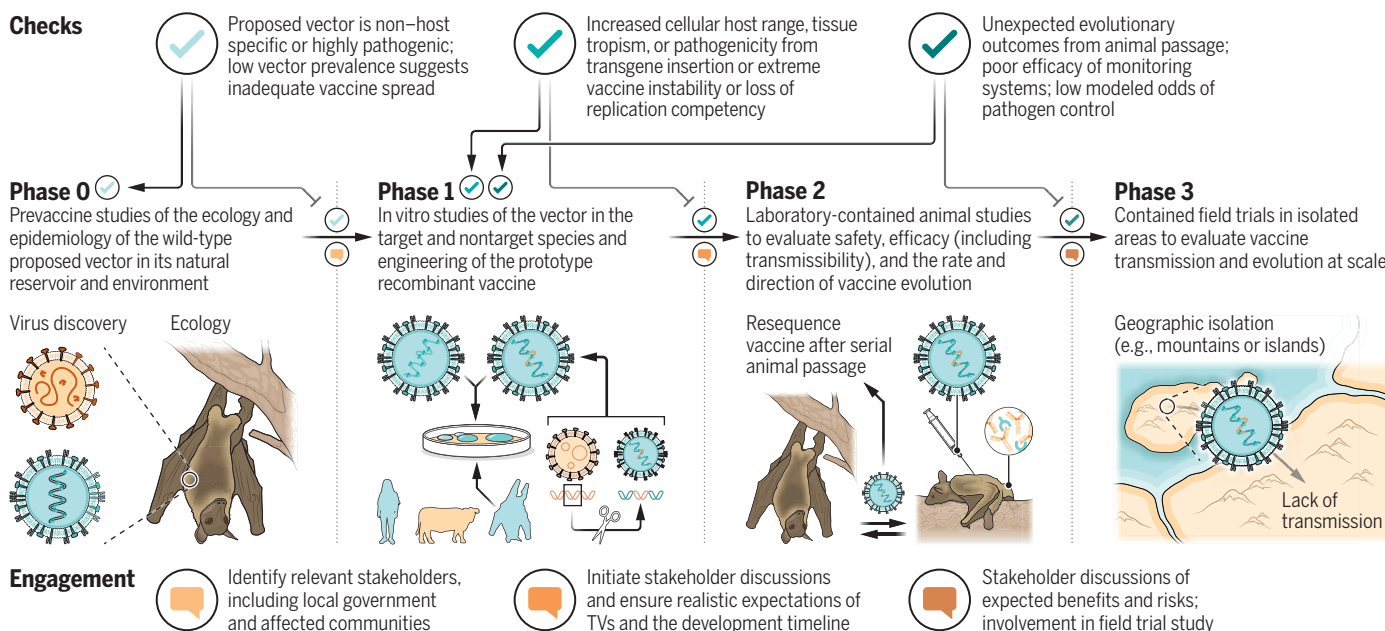 Checks
Proposed vector is non–host
specific or highly pathogenic;
low vector prevalence suggests
inadequate vaccine spread
Increased cellular host range, tissue
tropism, or pathogenicity from
transgene insertion or extreme
vaccine instability or loss of
replication competency
Unexpected evolutionary
outcomes from animal passage;
poor efficacy of monitoring
systems; low modeled odds of
pathogen control
Phase 0
Prevaccine studies of the ecology and
epidemiology of the wild-type
proposed vector in its natural
reservoir and environment
Phase 1
In vitro studies of the vector in the
target and nontarget species and
engineering of the prototype
recombinant vaccine
Phase 2
Laboratory-contained animal studies
to evaluate safety, efficacy (including
transmissibility), and the rate and
direction of vaccine evolution
Phase 3
Contained field trials in isolated
areas to evaluate vaccine
transmission and evolution at scale
Virus discovery
Ecology
Resequence
vaccine after serial
animal passage
Geographic isolation
(e.g., mountains or islands)
Lack of
transmission
Engagement
Identify relevant stakeholders,
including local government
and affected communities
Initiate stakeholder discussions
and ensure realistic expectations of
TVs and the development timeline
Stakeholder discussions of
expected benefits and risks;
involvement in field trial study